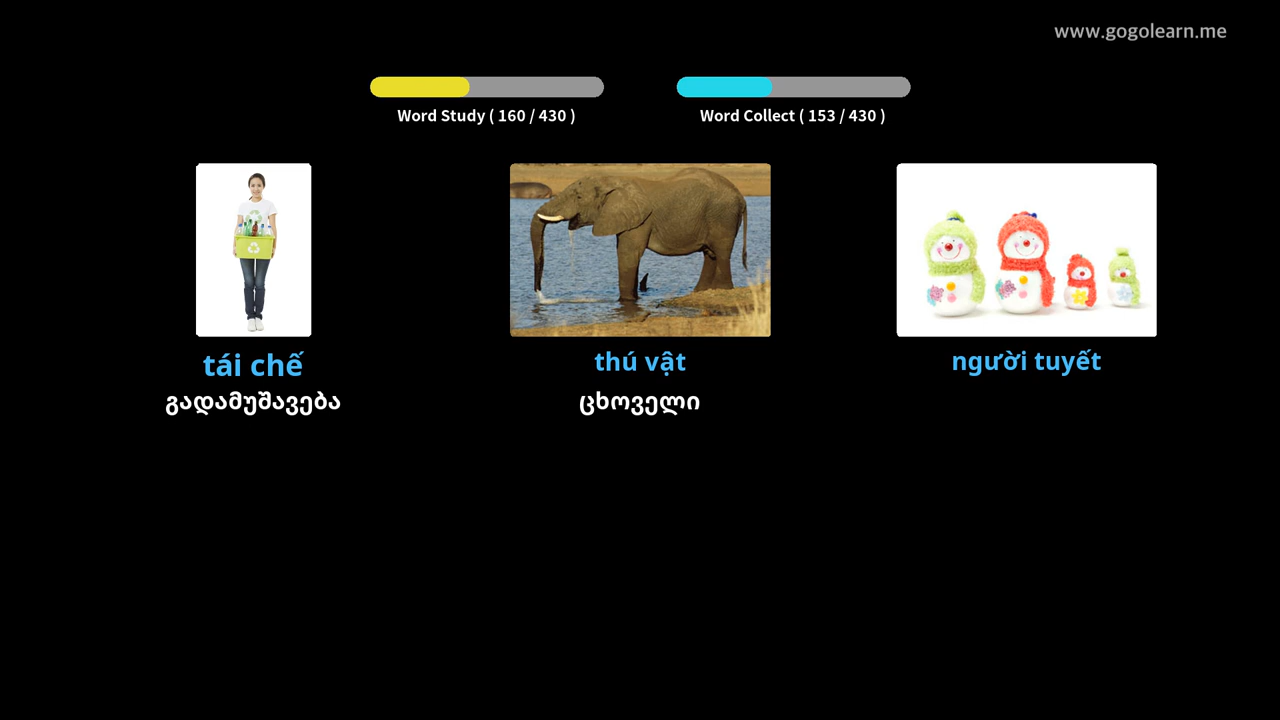 www.gogolearn.me
Word Study ( 160 / 430 )
Word Collect ( 153 / 430 )
tái chế
thú vật
người tuyết
გადამუშავება
ცხოველი